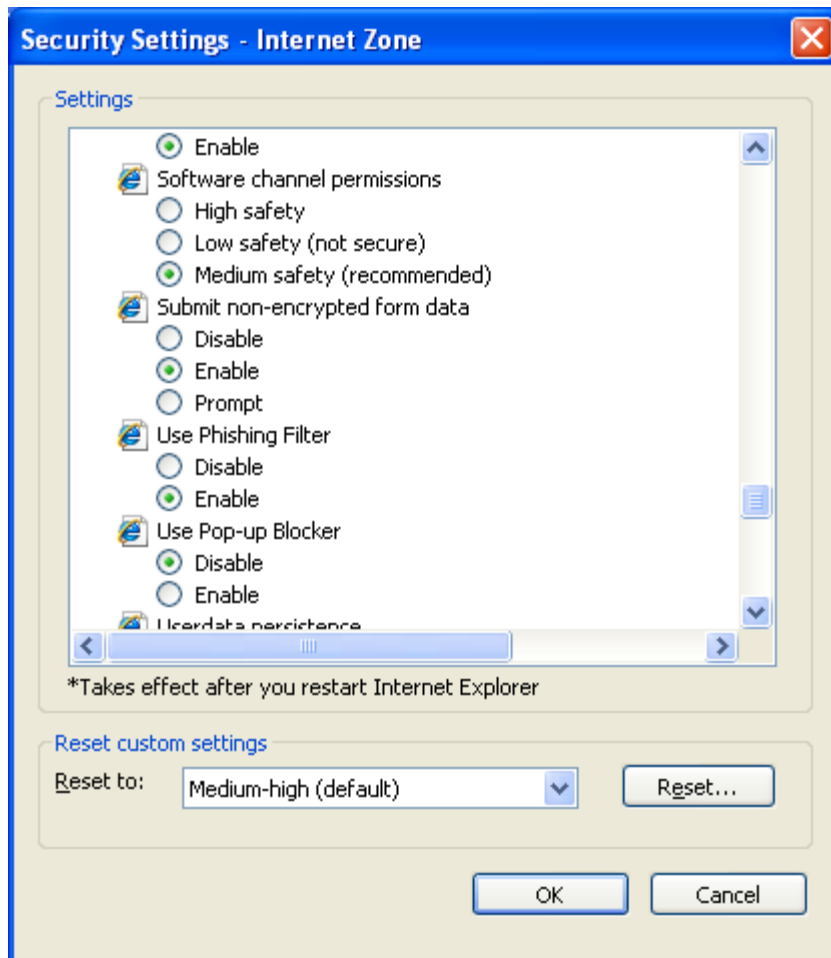 Security Settings - Internet Zone
Settings
Enable
Software channel permissions
High safety
Low safety (not secure)
Medium safety (recommended)
Submit non-encrypted form data
Disable
Enable
Prompt
Use Phishing Filter
Disable
Enable
Use Pop-up Blocker
Disable
Enable
Userdata persistence
*Takes effect after you restart Internet Explorer
Reset custom settings
Reset to: Medium-high (default) Reset...
OK Cancel